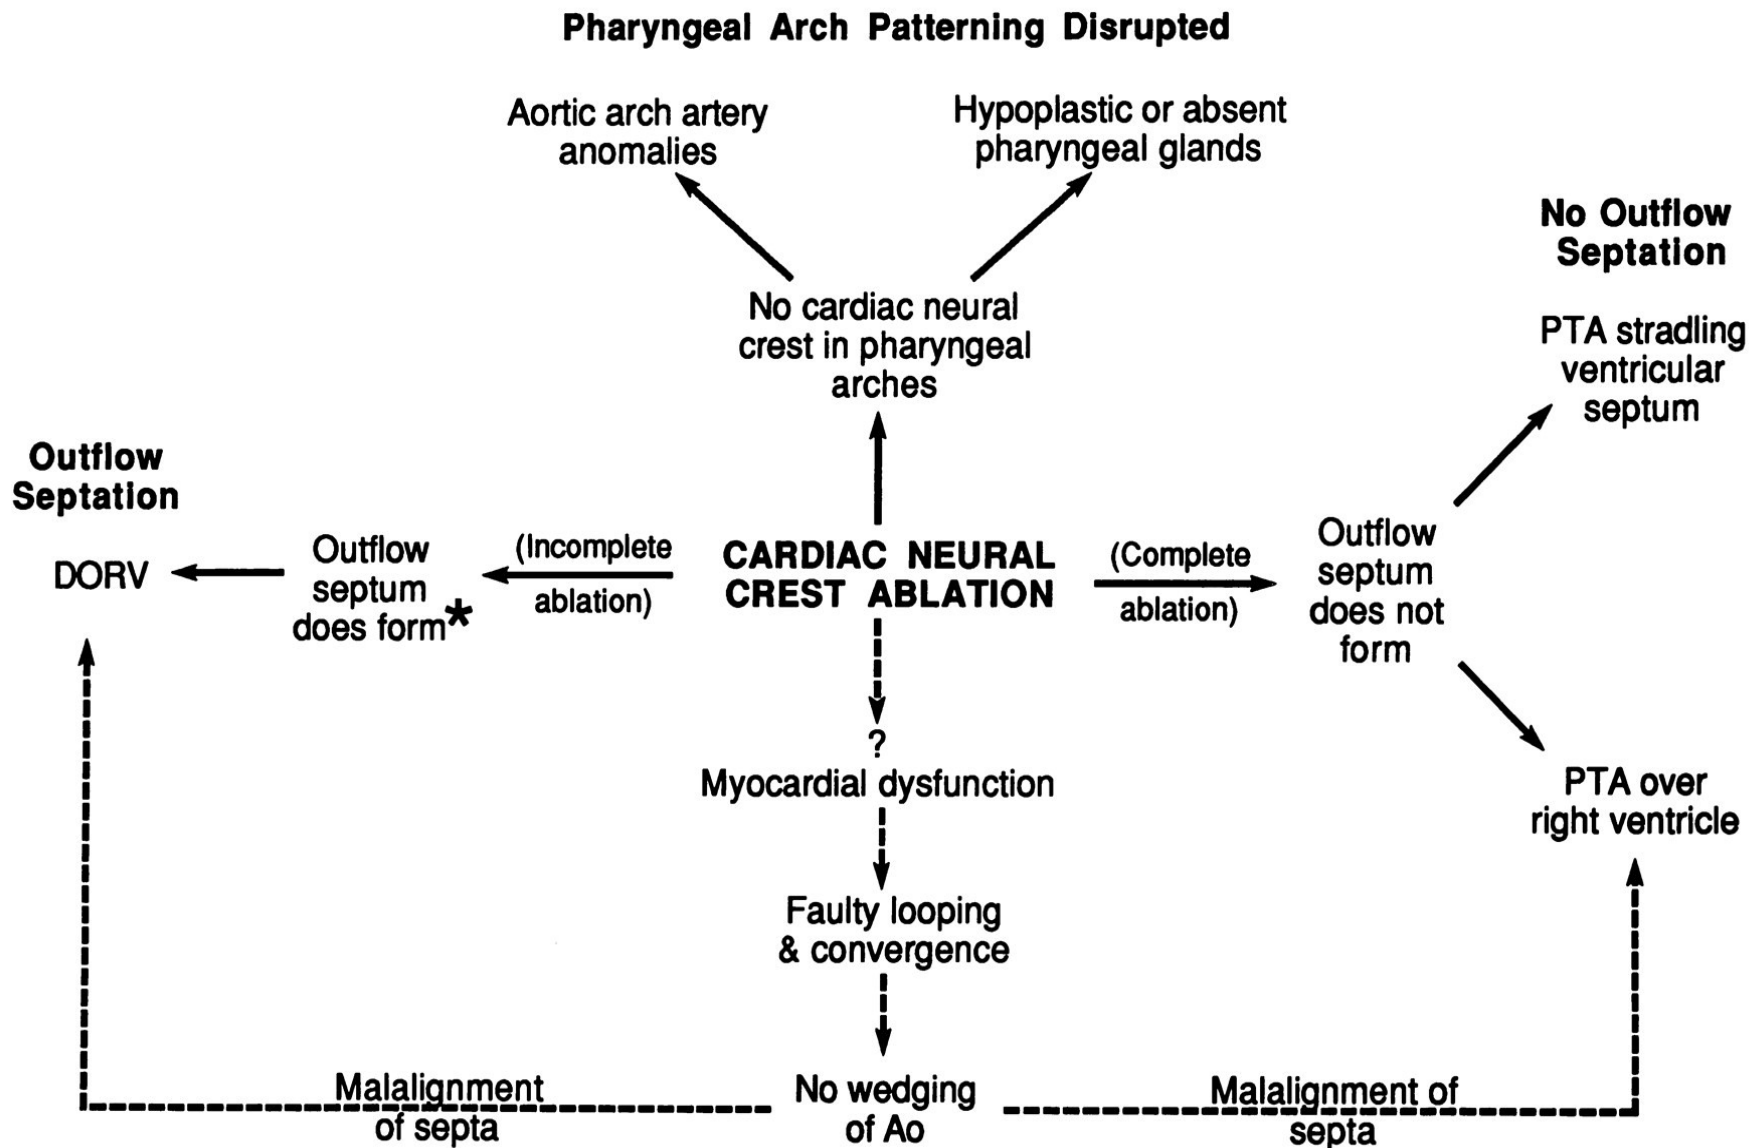 Pharyngeal Arch Patterning Disrupted
Aortic arch artery
anomalies
Hypoplastic or absent
pharyngeal glands
No Outflow
Septation
No cardiac neural
crest in pharyngeal
arches
PTA stradling
ventricular
septum
Outflow
Septation
DORV
Outflow
septum
does form*
(Incomplete
ablation)
CARDIAC NEURAL
CREST ABLATION
(Complete
ablation)
Outflow
septum
does not
form
?
Myocardial dysfunction
PTA over
right ventricle
Faulty looping
& convergence
Malalignment
of septa
No wedging
of Ao
Malalignment of
septa